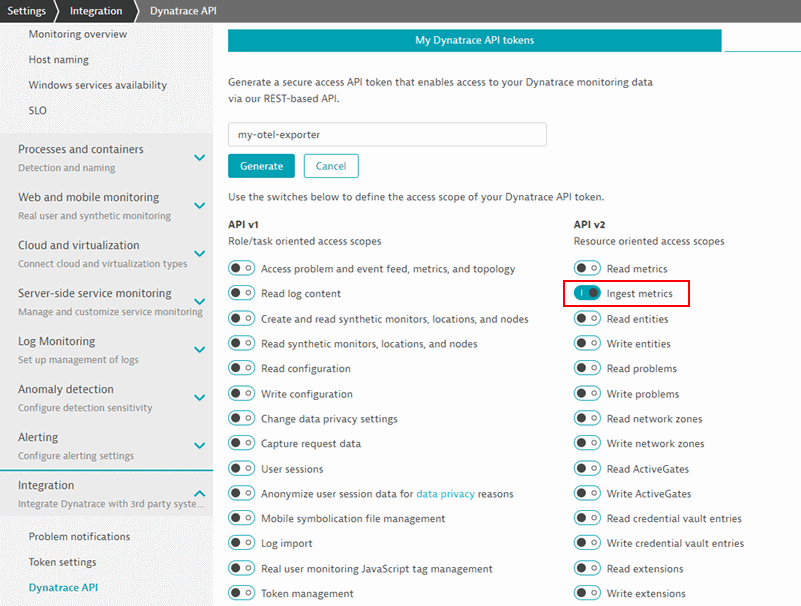 Settings
Integration
Dynatrace API
Monitoring overview
Host naming
Windows services availability
SLO
Processes and containers
Detection and naming
Web and mobile monitoring
Real user and synthetic monitoring
Cloud and virtualization
Connect cloud and virtualization types
Server-side service monitoring
Manage and customize service monitoring
Log Monitoring
Set up management of logs
Anomaly detection
Configure detection sensitivity
Alerting
Configure alerting settings
Integration
Integrate Dynatrace with 3rd party syste...
Problem notifications
Token settings
Dynatrace API
My Dynatrace API tokens
Generate a secure access API token that enables access to your Dynatrace monitoring data
via our REST-based API.
my-otel-exporter
Generate
Cancel
Use the switches below to define the access scope of your Dynatrace API token.
API v1
Role/task oriented access scopes
Access problem and event feed, metrics, and topology
Read log content
Create and read synthetic monitors, locations, and nodes
Read synthetic monitors, locations, and nodes
Read configuration
Write configuration
Change data privacy settings
Capture request data
User sessions
Anonymize user session data for data privacy reasons
Mobile symbolication file management
Log import
Real user monitoring JavaScript tag management
Token management
API v2
Resource oriented access scopes
Read metrics
Ingest metrics
Read entities
Write entities
Read problems
Write problems
Read network zones
Write network zones
Read ActiveGates
Write ActiveGates
Read credential vault entries
Write credential vault entries
Read extensions
Write extensions